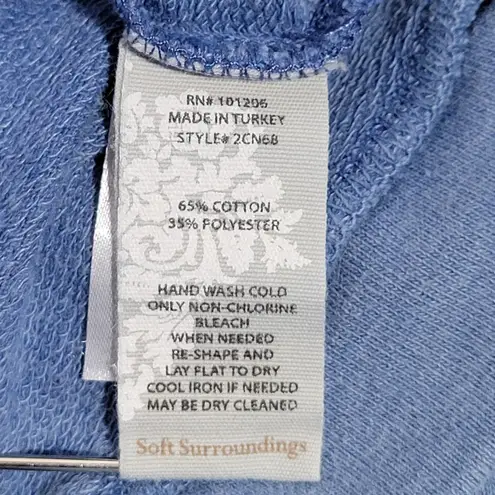 RN# 101206
MADE IN TURKEY
STYLE# 2CN68
65% COTTON
35% POLYESTER
HAND WASH COLD
ONLY NON-CHLORINE
BLEACH
WHEN NEEDED
RE-SHAPE AND
LAY FLAT TO DRY
COOL IRON IF NEEDED
MAY BE DRY CLEANED
Soft Surroundings